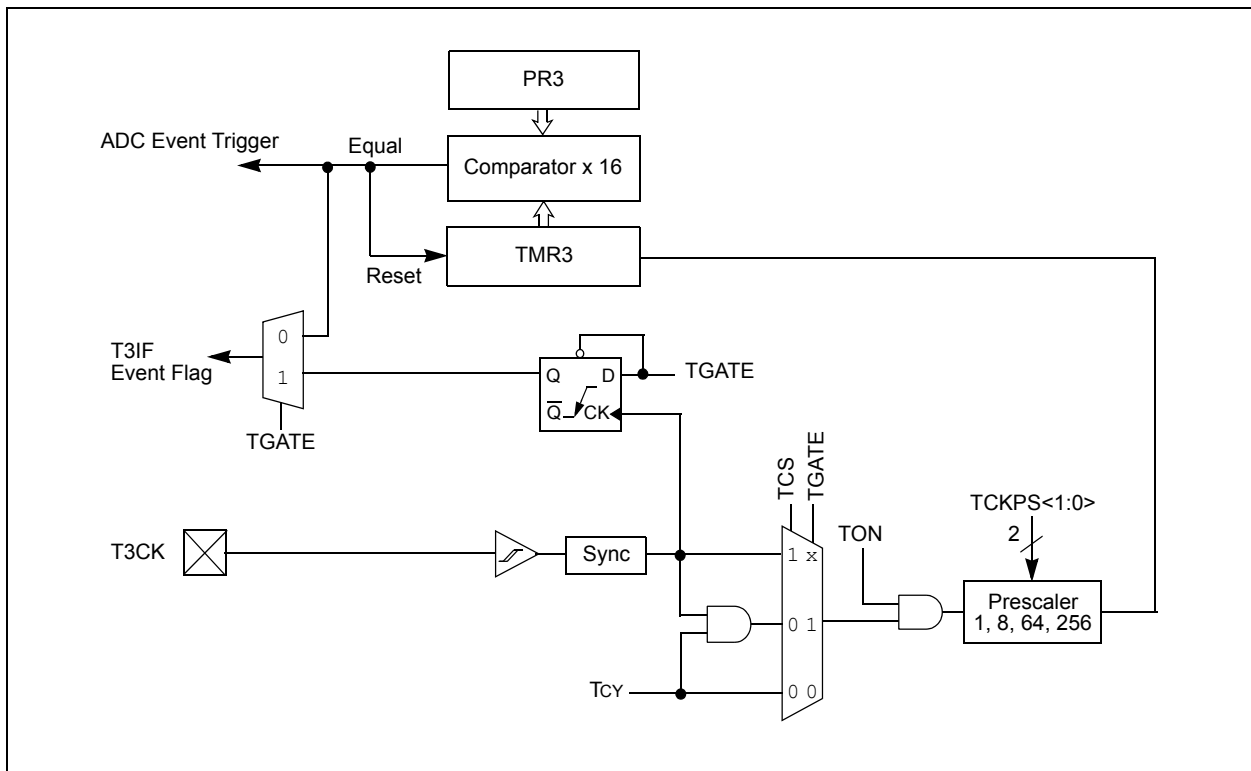 PR3
ADC Event Trigger
Equal
Comparator x 16
TMR3
Reset
0
T3IF
Event Flag
1
TGATE
Q
D
Q̅
CK
TGATE
TCS
TGATE
TCKPS<1:0>
2
T3CK
Sync
1 x
TON
Prescaler
1, 8, 64, 256
0 1
TCY
0 0